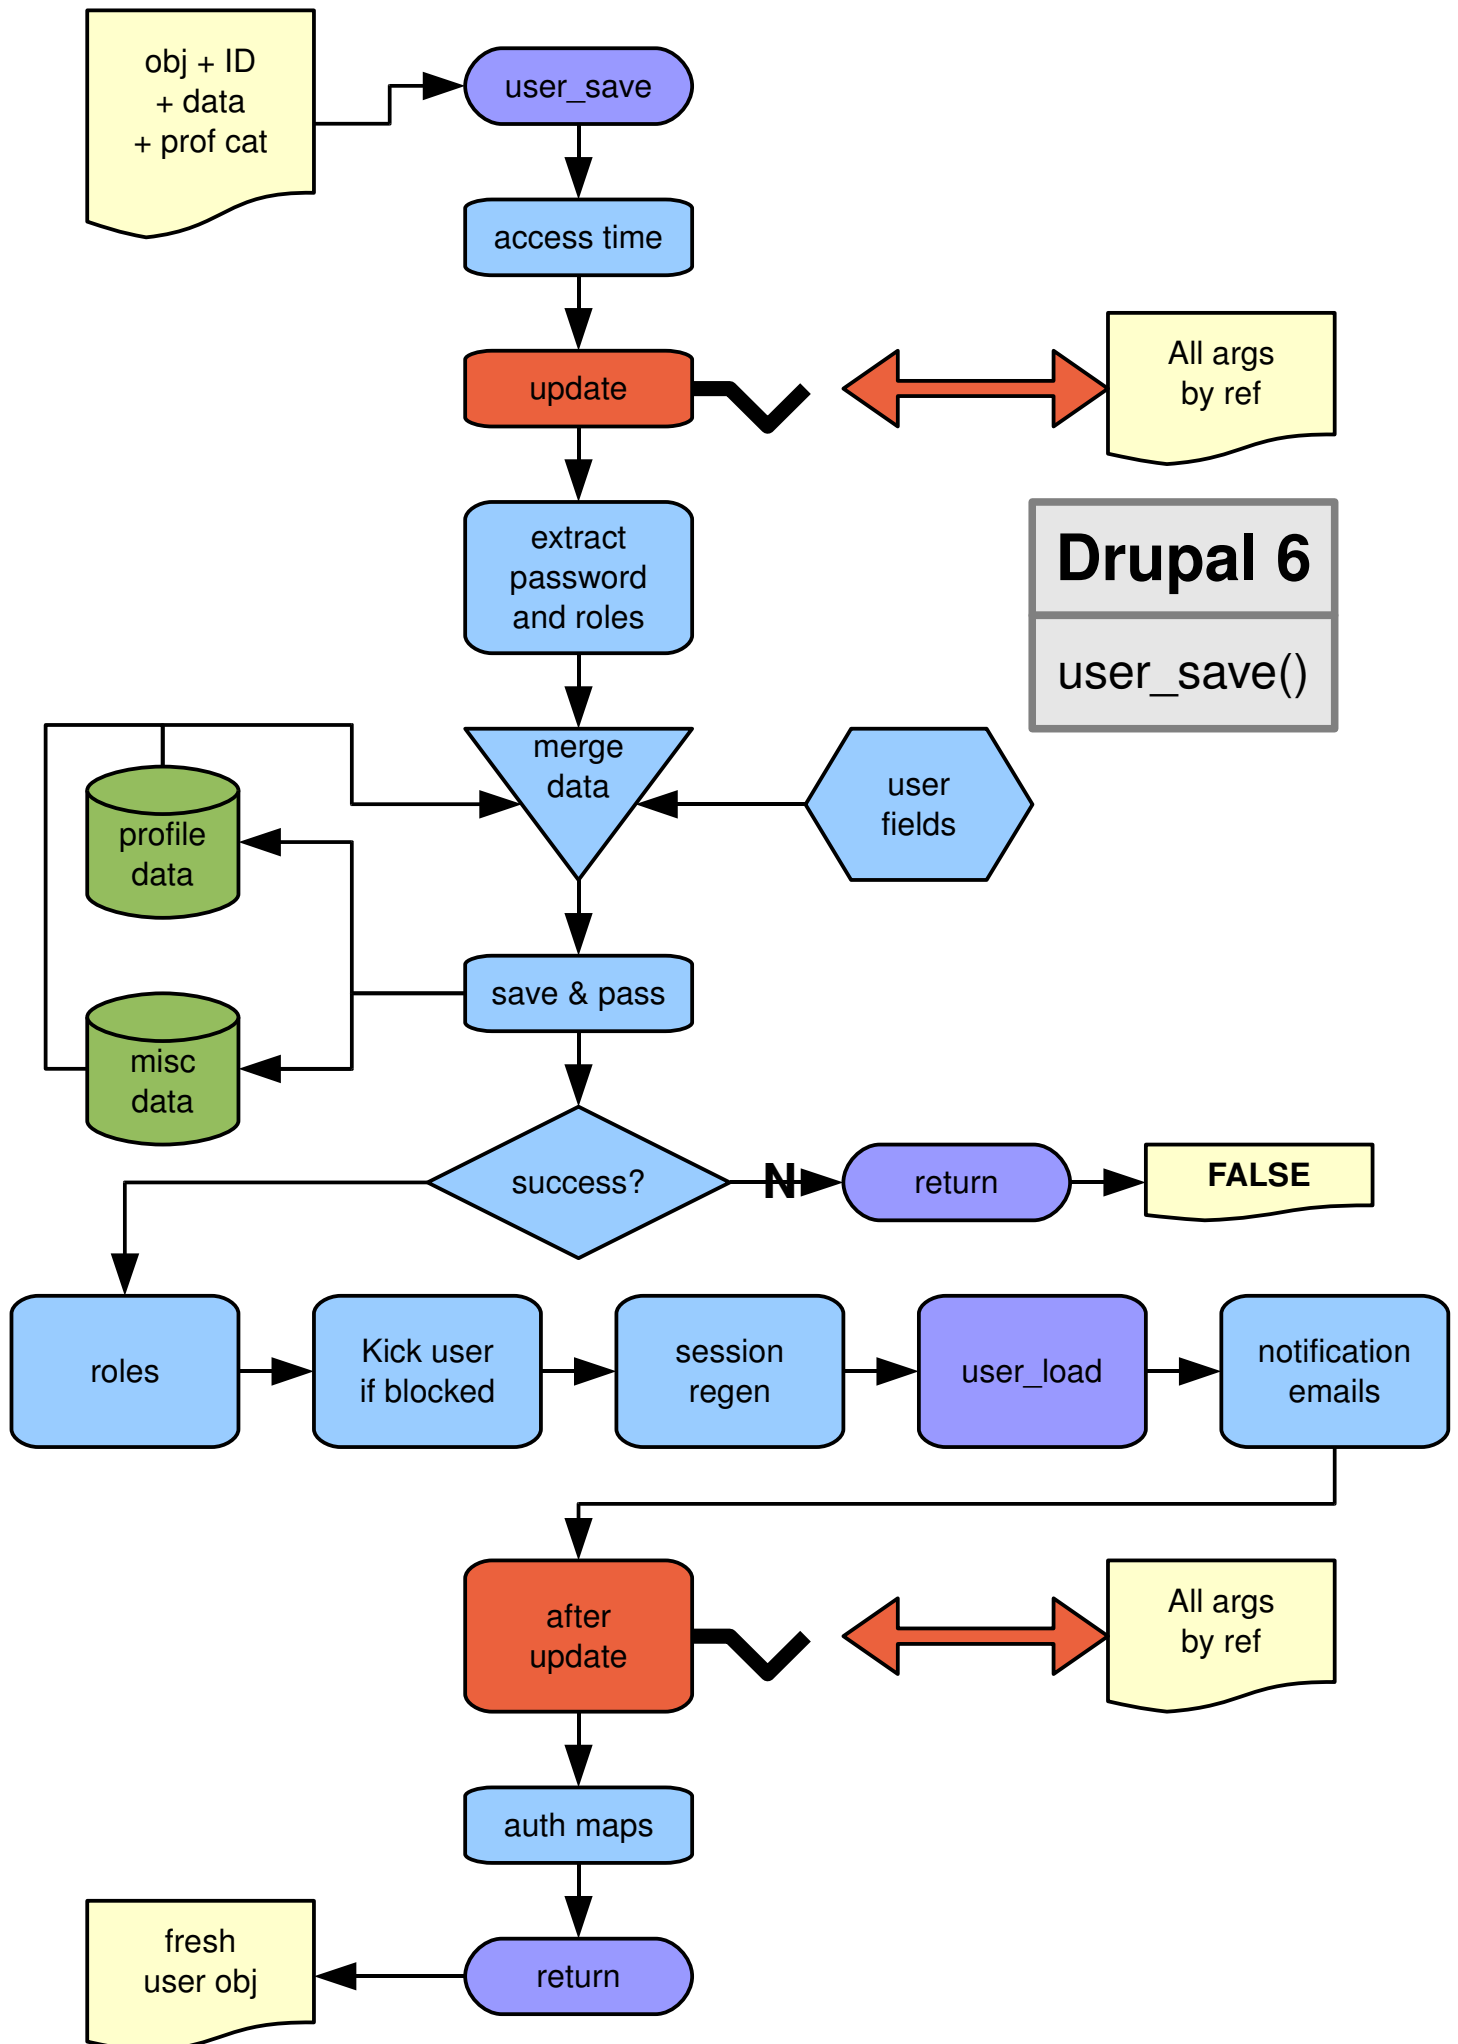 obj + ID
+ data
+ prof cat
user_save
access time
update
All args
by ref
extract
password
and roles
Drupal 6
user_save()
merge
data
user
fields
profile
data
save & pass
misc
data
success?
N
return
FALSE
roles
Kick user
if blocked
session
regen
user_load
notification
emails
after
update
All args
by ref
auth maps
fresh
user obj
return